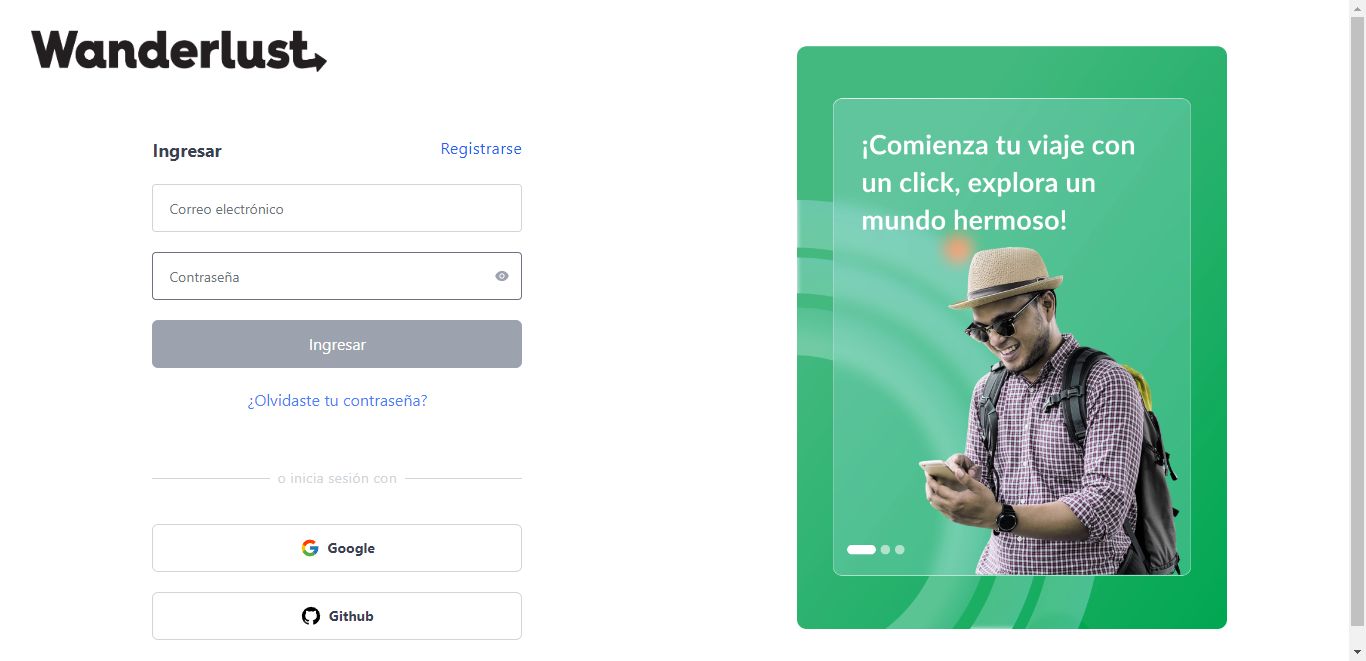 Wanderlust
Ingresar
Registrarse
Correo electrónico
Contraseña
Ingresar
¿Olvidaste tu contraseña?
o inicia sesión con
Google
Github
¡Comienza tu viaje con
un click, explora un
mundo hermoso!